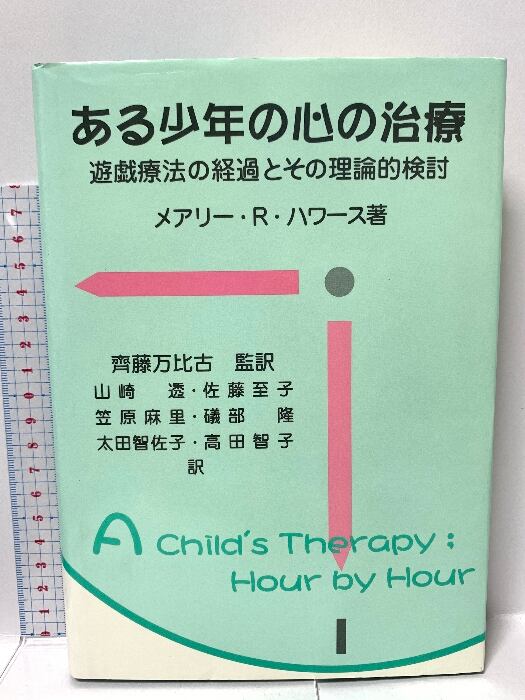 ある少年の心の治療
遊戯療法の経過とその理論的検討
メアリー・R・ハワース著
齊藤万比古 監訳
山崎 透・佐藤至子
笠原麻里・礒部 隆
太田智佐子・高田智子
訳
A Child's Therapy;
Hour by Hour